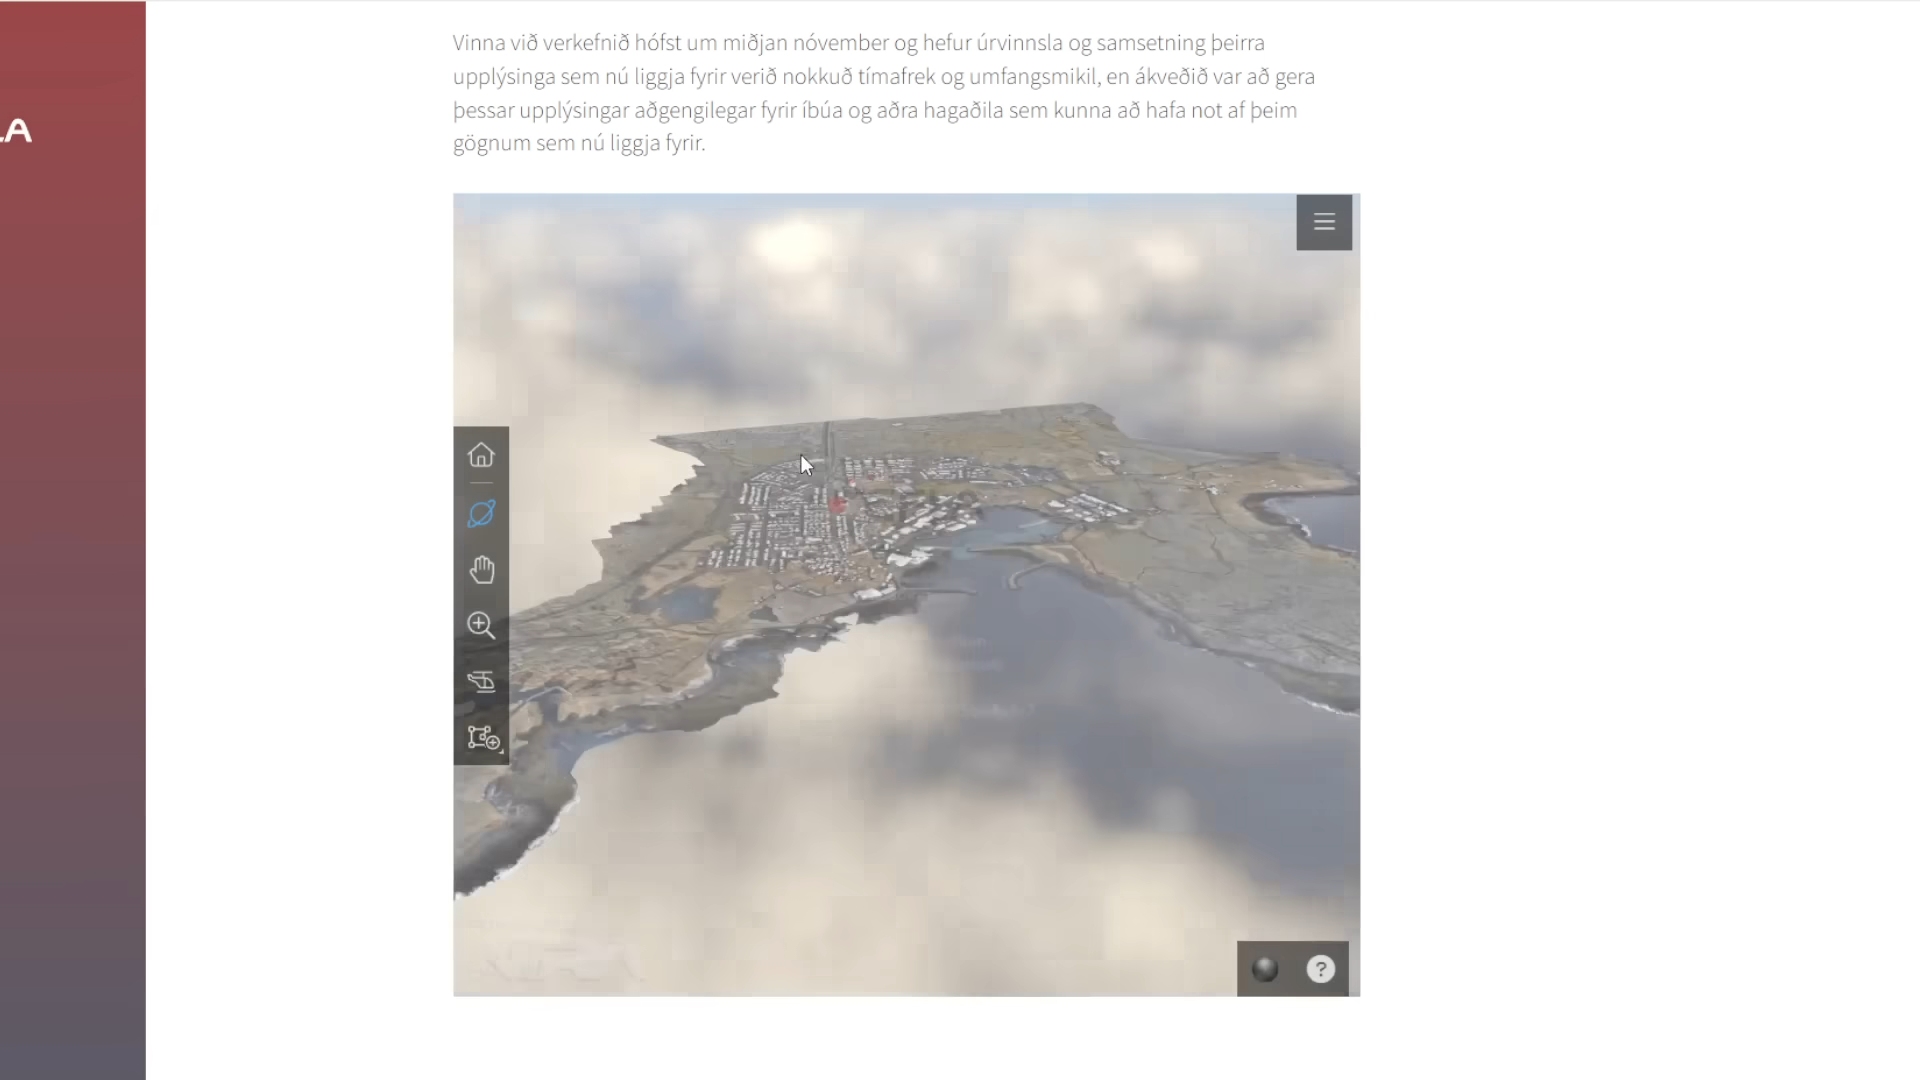 Vinna við verkefnið hófst um miðjan nóvember og hefur úrvinnsla og samsetning þeirra
upplýsinga sem nú liggja fyrir verið nokkuð tímafrek og umfangsmikil, en ákveðið var að gera
þessar upplýsingar aðgengilegar fyrir íbúa og aðra hagaðila sem kunna að hafa not af þeim
gögnum sem nú liggja fyrir.
LA
?